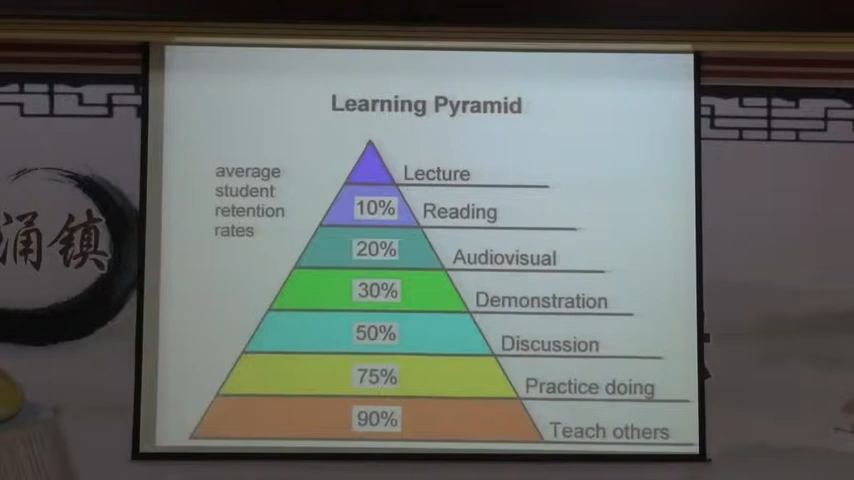 Learning Pyramid
average
student
retention
rates
Lecture
10% Reading
20% Audiovisual
30% Demonstration
50% Discussion
75% Practice doing
90% Teach others
涌镇